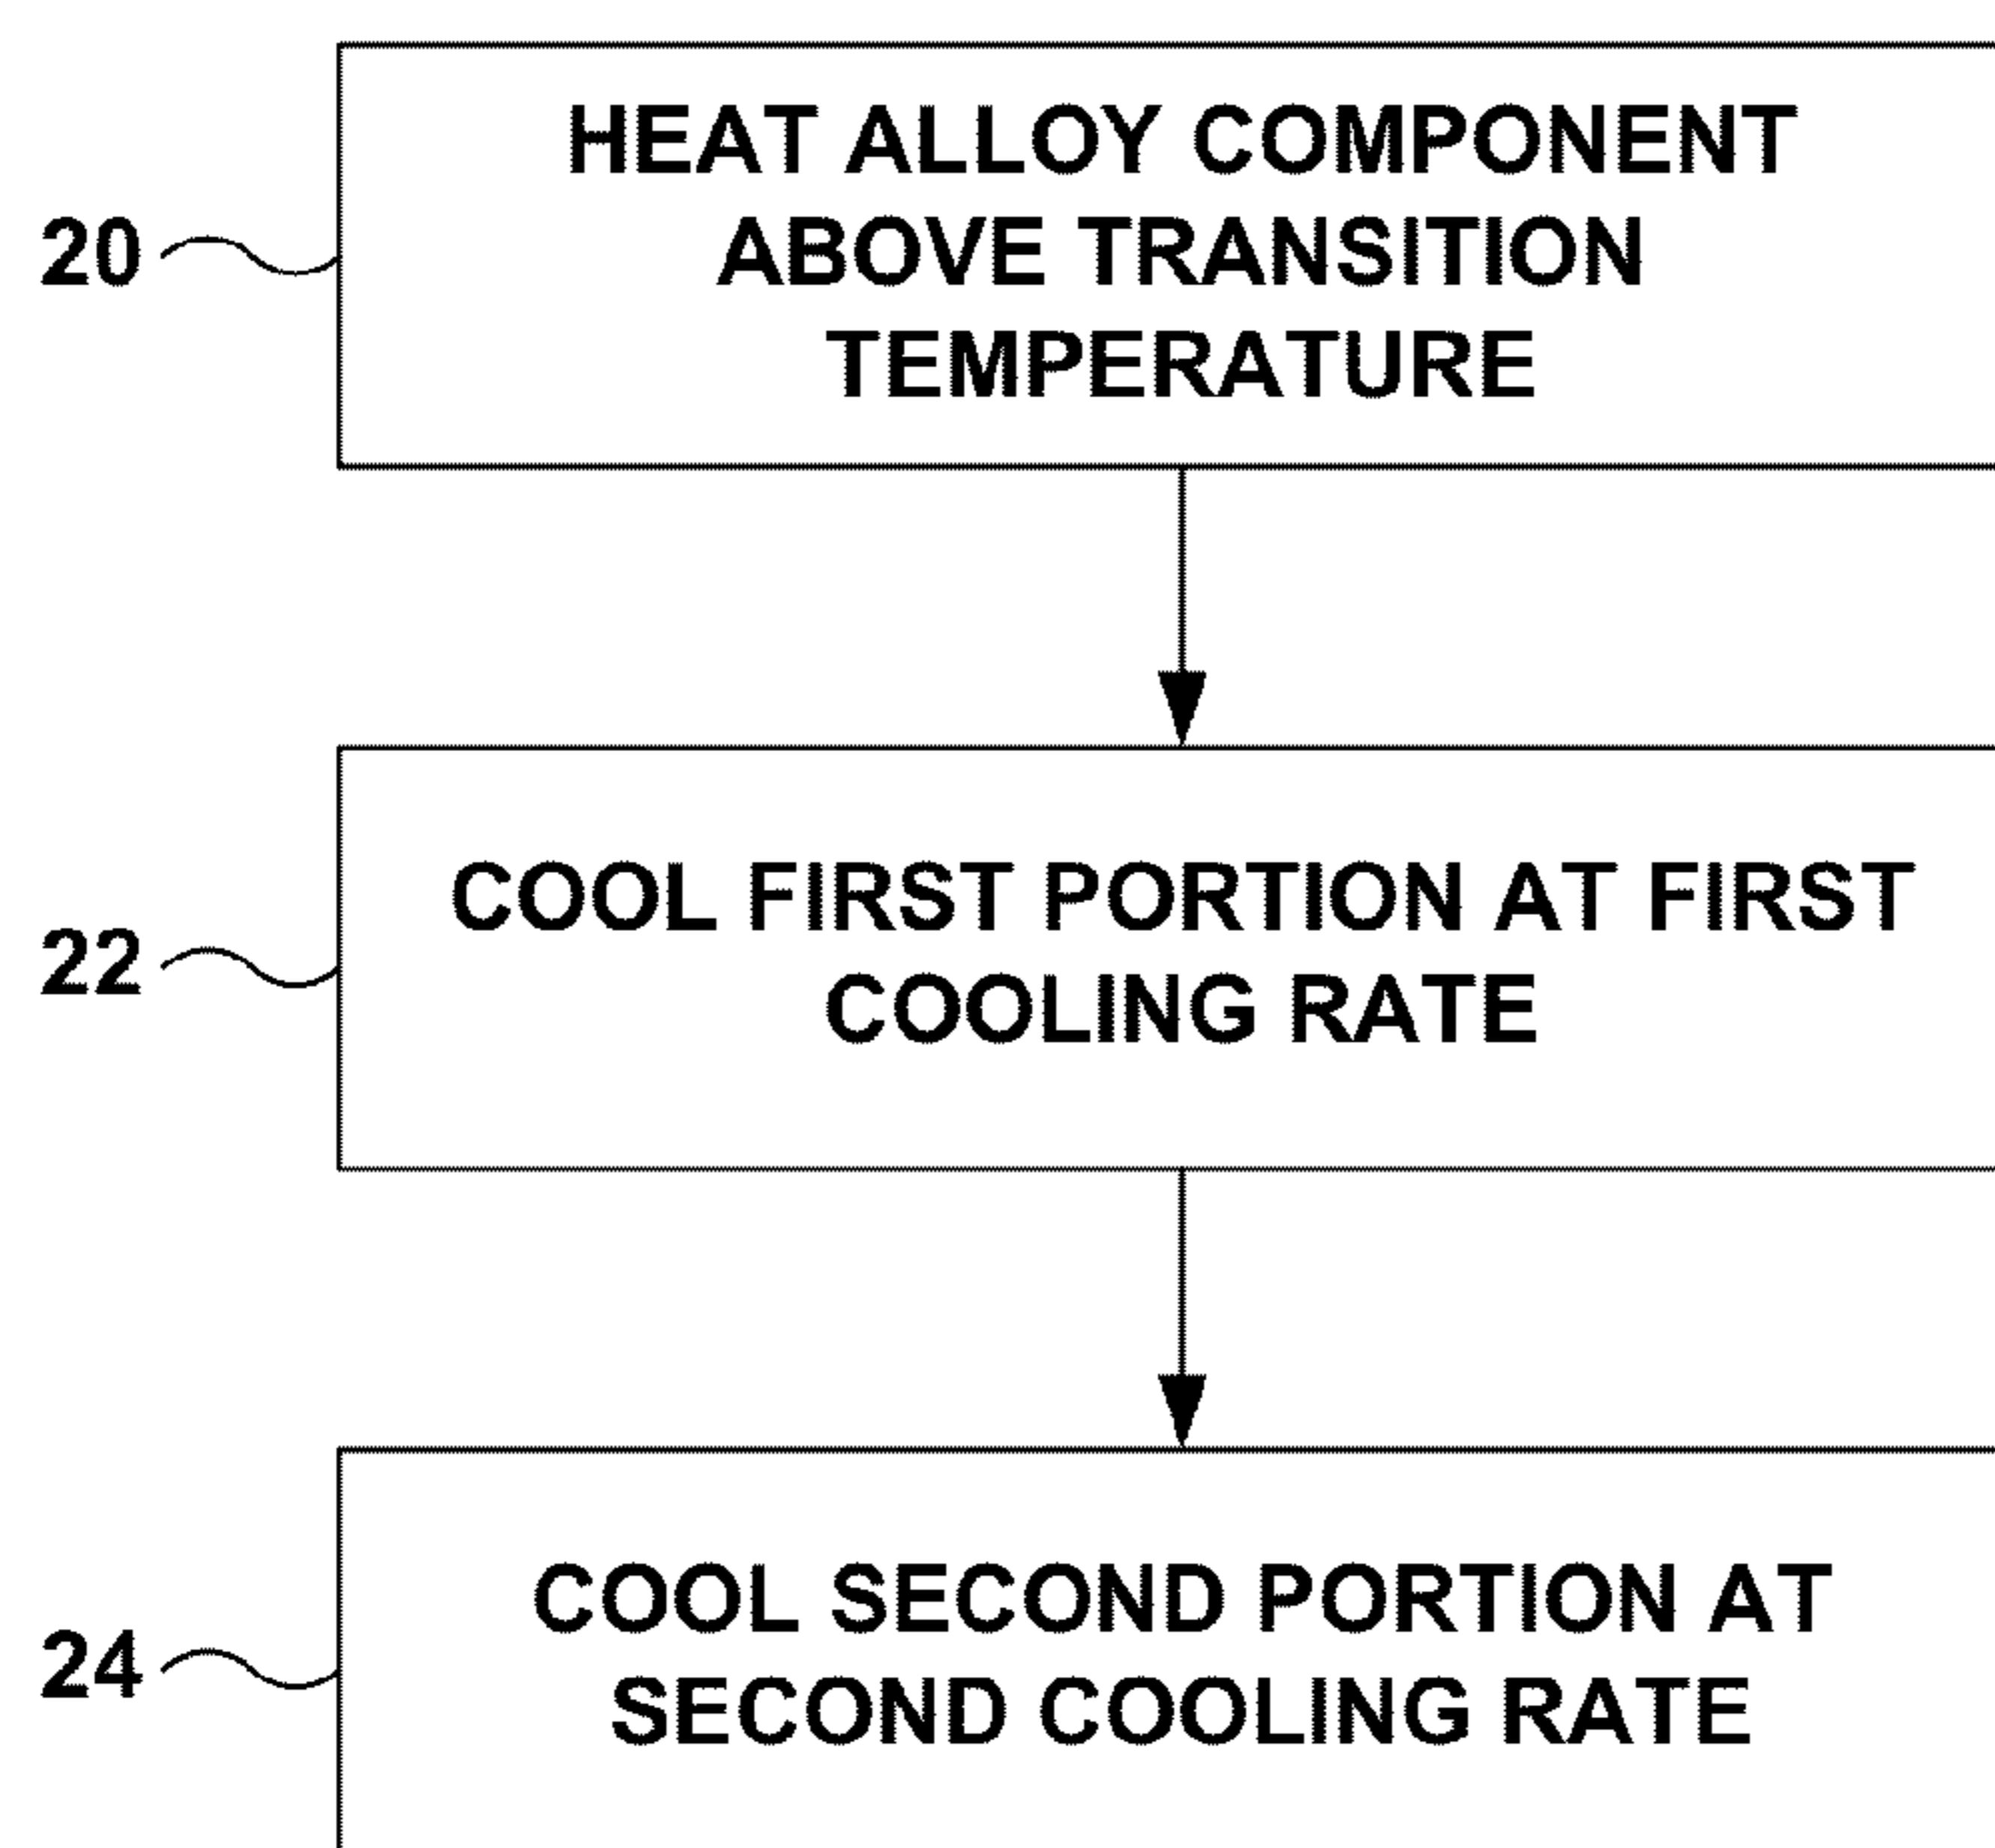 HEAT ALLOY COMPONENT
20 ABOVE TRANSITION
TEMPERATURE
COOL FIRST PORTION AT FIRST
22 COOLING RATE
COOL SECOND PORTION AT
24 SECOND COOLING RATE